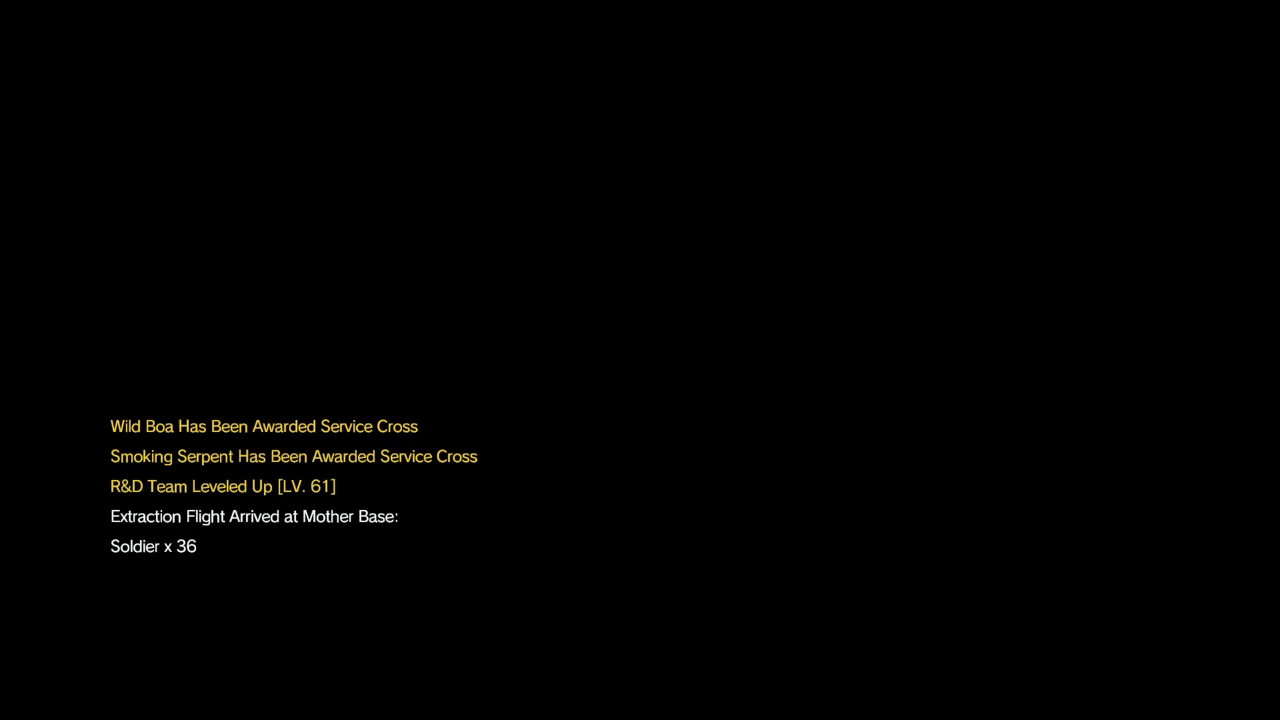 Wild Boa Has Been Awarded Service Cross
Smoking Serpent Has Been Awarded Service Cross
R&D Team Leveled Up [LV. 61]
Extraction Flight Arrived at Mother Base:
Soldier x 36